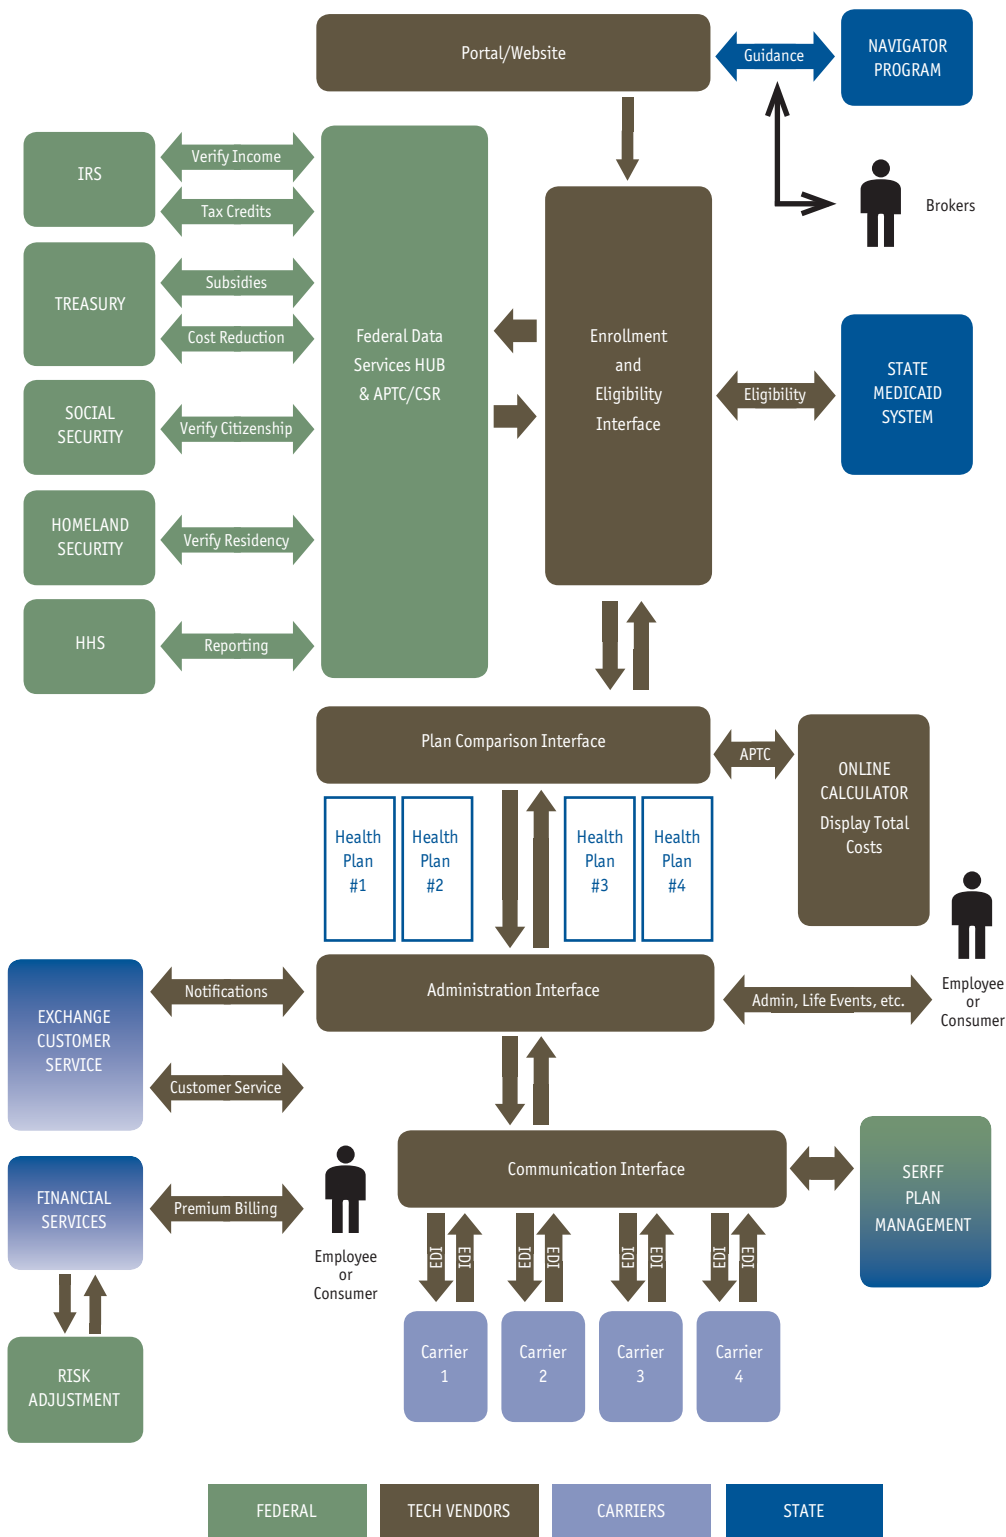 Portal/Website
Guidance
NAVIGATOR
PROGRAM
Brokers
IRS
Verify Income
Tax Credits
TREASURY
Subsidies
Cost Reduction
SOCIAL
SECURITY
Verify Citizenship
HOMELAND
SECURITY
Verify Residency
HHS
Reporting
Federal Data
Services HUB
& APTC/CSR
Enrollment
and
Eligibility
Interface
Eligibility
STATE
MEDICAID
SYSTEM
Plan Comparison Interface
APTC
ONLINE
CALCULATOR
Display Total
Costs
Health
Plan
#1
Health
Plan
#2
Health
Plan
#3
Health
Plan
#4
Employee
or
Consumer
EXCHANGE
CUSTOMER
SERVICE
Notifications
Customer Service
Administration Interface
Admin, Life Events, etc.
FINANCIAL
SERVICES
Premium Billing
Employee
or
Consumer
Communication Interface
SERFF
PLAN
MANAGEMENT
EDI
EDI
EDI
EDI
EDI
EDI
EDI
EDI
Carrier
1
Carrier
2
Carrier
3
Carrier
4
RISK
ADJUSTMENT
FEDERAL
TECH VENDORS
CARRIERS
STATE